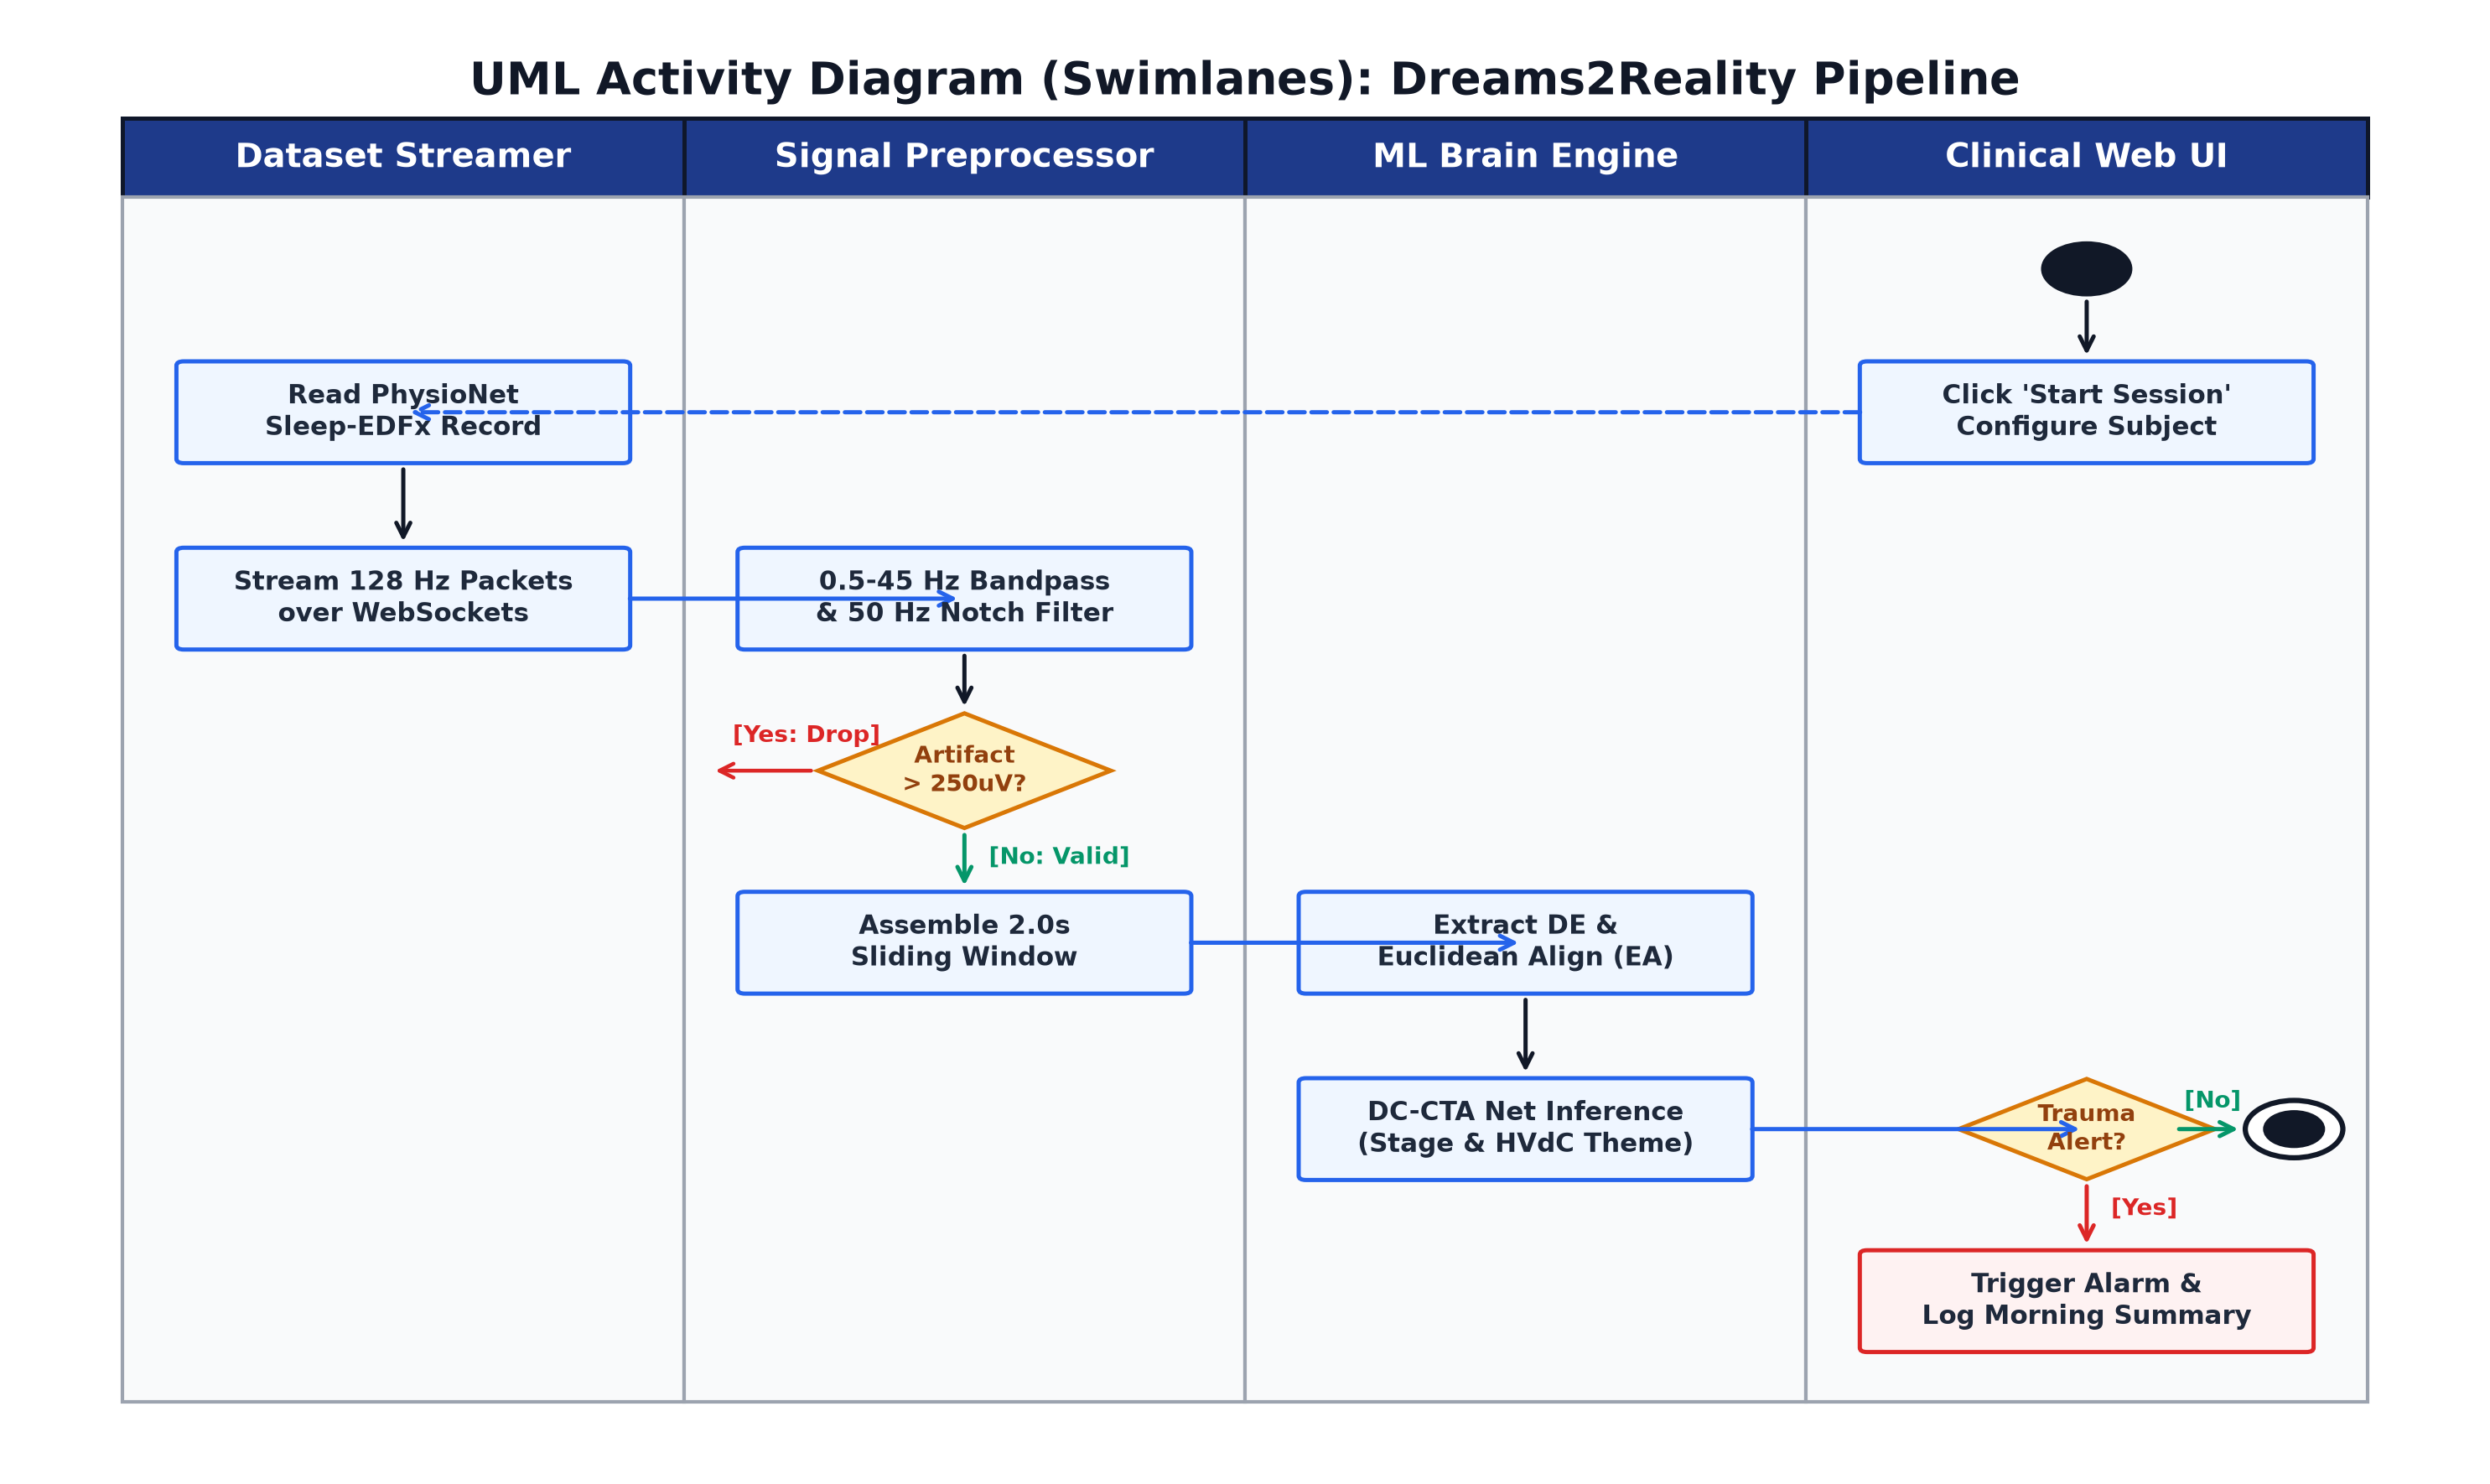 UML Activity Diagram (Swimlanes): Dreams2Reality Pipeline
Dataset Streamer
Signal Preprocessor
ML Brain Engine
Clinical Web UI
Read PhysioNet
Sleep-EDFx Record
Click 'Start Session'
Configure Subject
Stream 128 Hz Packets
over WebSockets
0.5-45 Hz Bandpass
& 50 Hz Notch Filter
[Yes: Drop]
Artifact
> 250uV?
[No: Valid]
Assemble 2.0s
Sliding Window
Extract DE &
Euclidean Align (EA)
DC-CTA Net Inference
(Stage & HVdC Theme)
Trauma
Alert?
[No]
[Yes]
Trigger Alarm &
Log Morning Summary